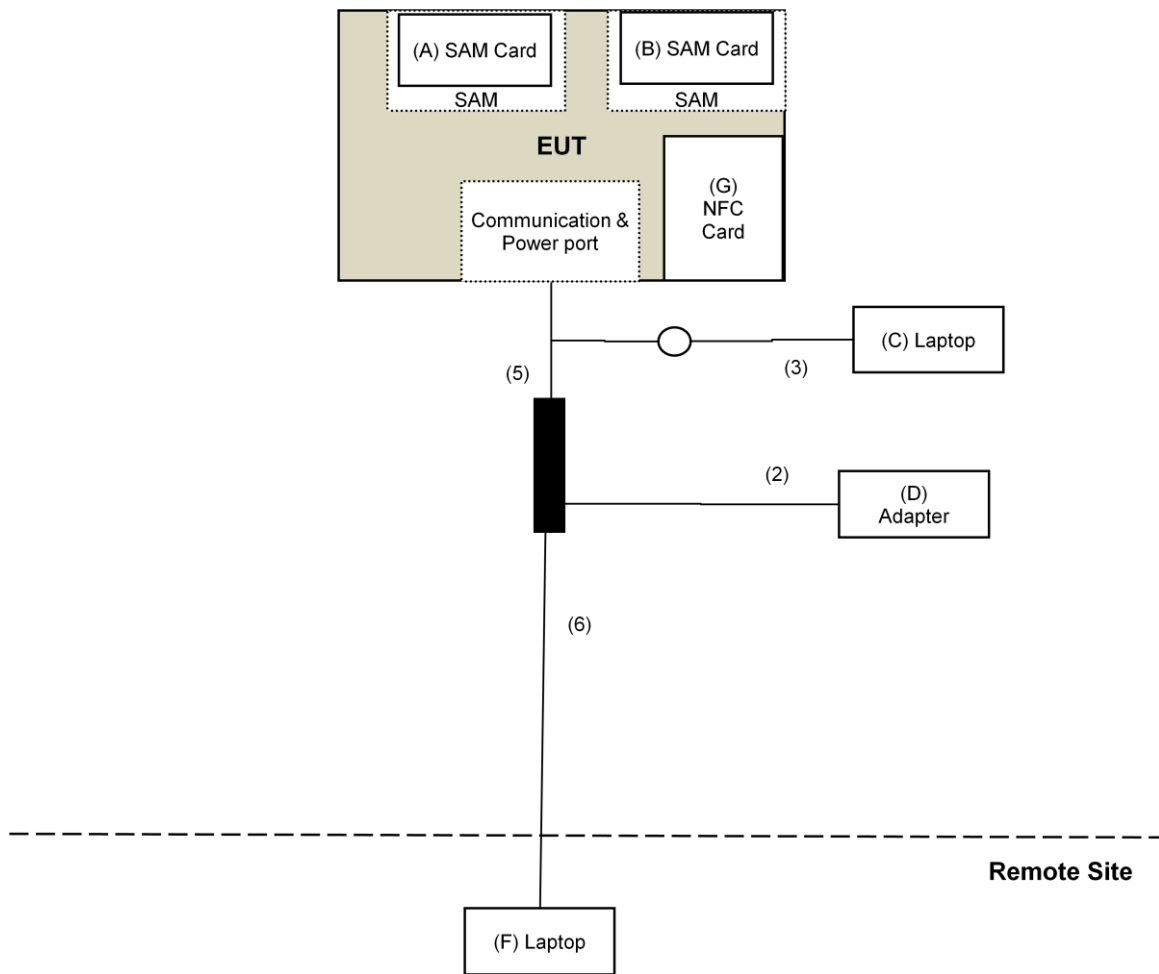 (A) SAM Card
(B) SAM Card
SAM
SAM
EUT
(G)
NFC
Card
Communication &
Power port
(C) Laptop
(3)
(5)
(2)
(D)
Adapter
(6)
Remote Site
(F) Laptop